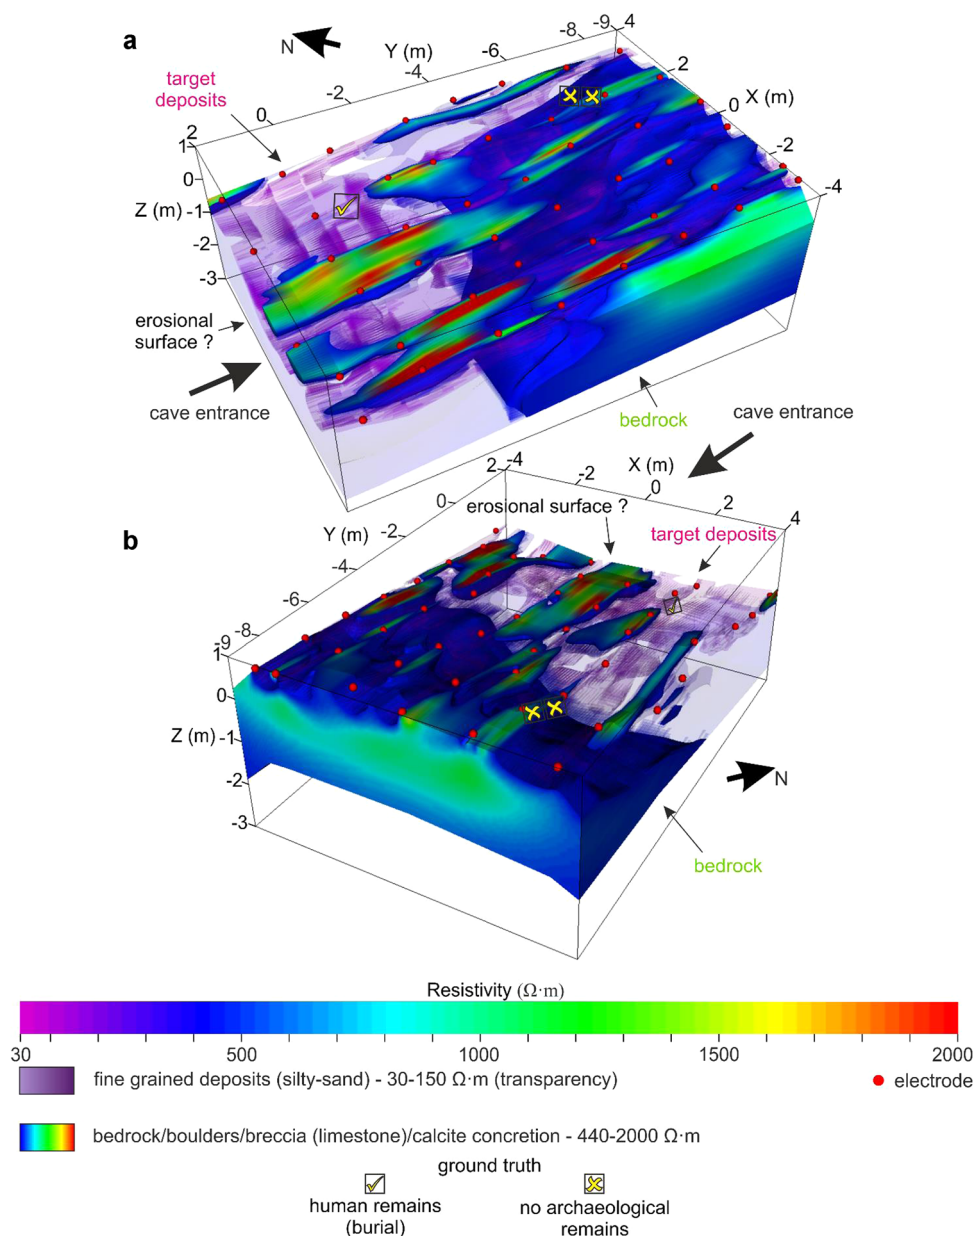 a
N
Y (m)
-8
-9
4
-6
2
-4
target
deposits
-2
0
X (m)
0
2
-2
1
0
-4
Z (m)
-1
-2
-3
erosional
surface ?
cave entrance
bedrock
cave entrance
b
2
-4
X (m)
-2
0
0
erosional surface ?
2
Y (m)
-2
target deposits
4
-4
-6
-8
-9
1
0
Z (m)
-1
N
-2
-3
bedrock
Resistivity (Ω·m)
30 500 1000 1500 2000
fine grained deposits (silty-sand) - 30-150 Ω·m (transparency)
electrode
bedrock/boulders/breccia (limestone)/calcite concretion - 440-2000 Ω·m
ground truth
human remains
(burial)
no archaeological
remains